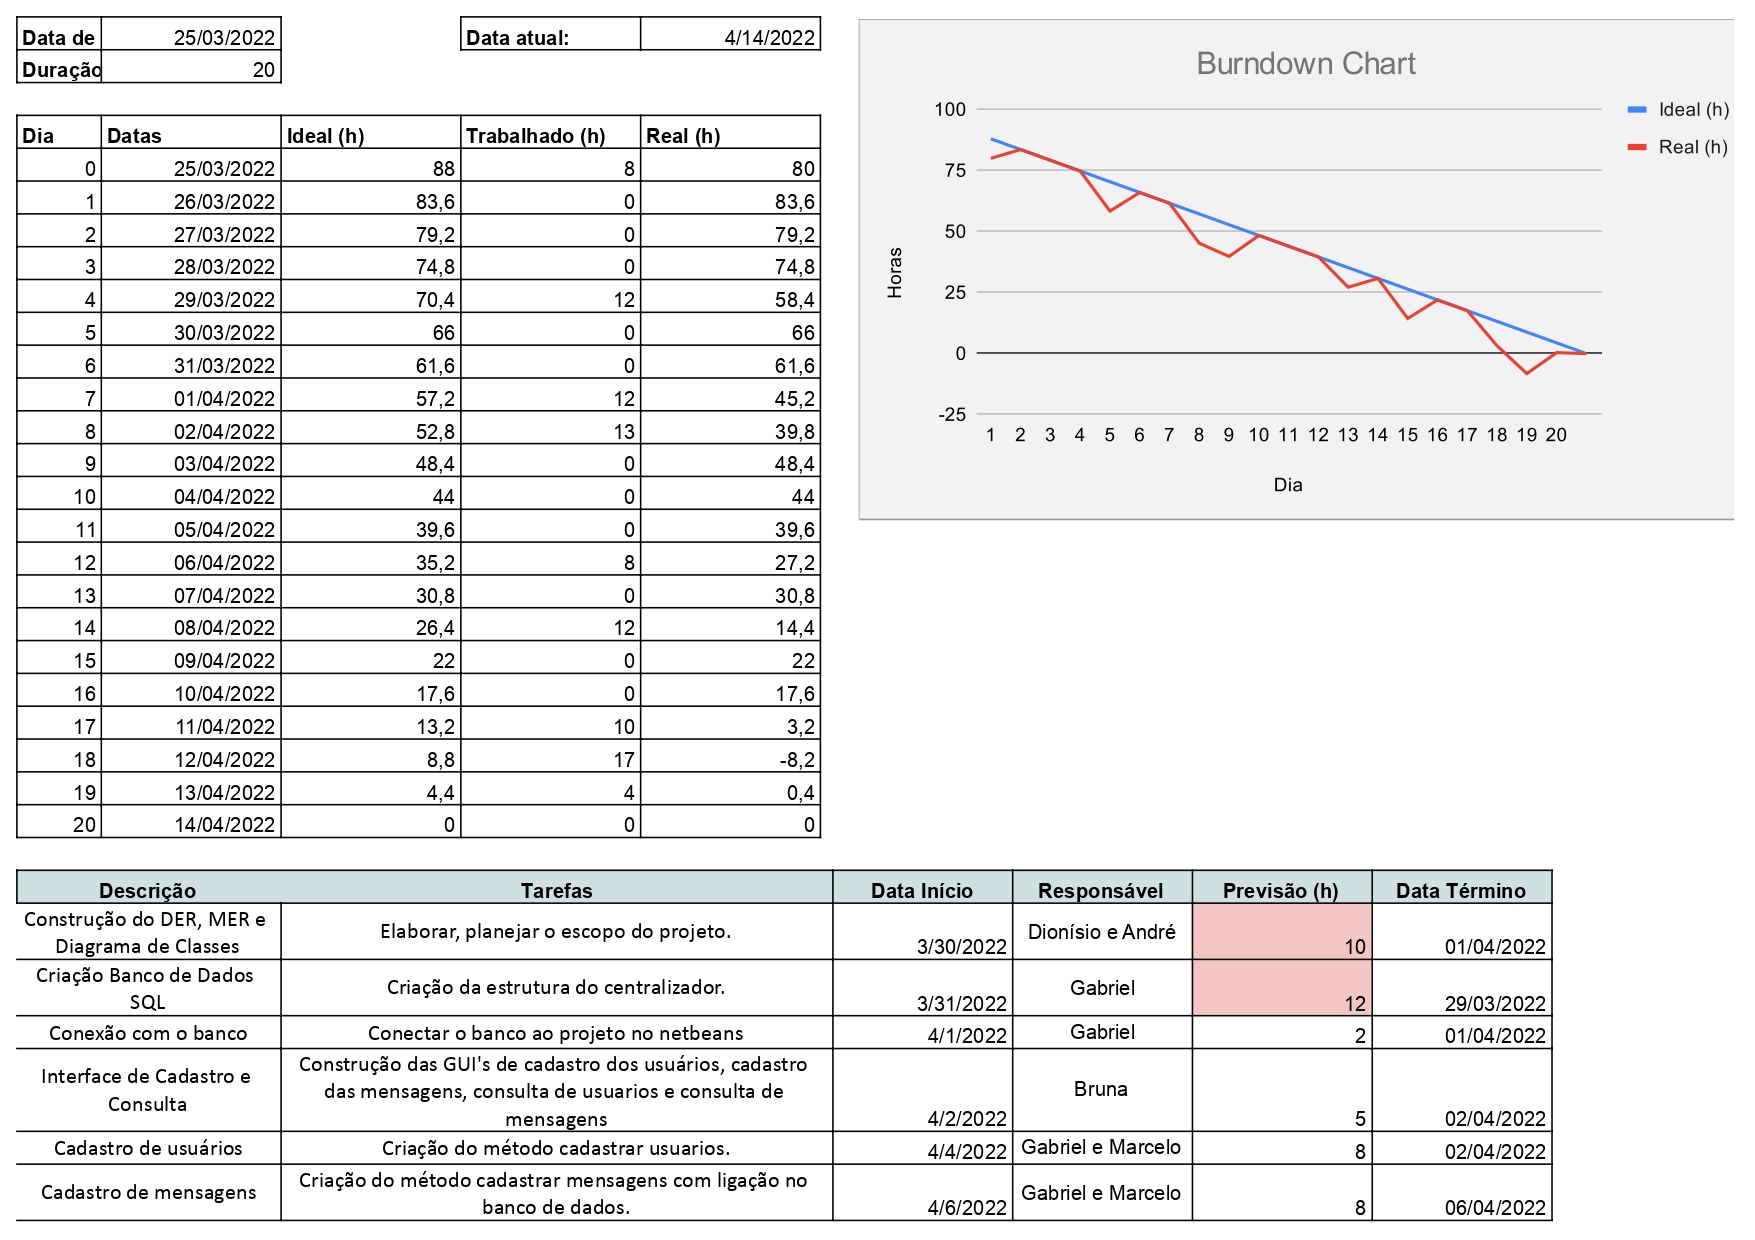 Data de 25/03/2022 Data atual: 4/14/2022
Duração 20
Dia Datas Ideal (h) Trabalhado (h) Real (h)
0 25/03/2022 88 8 80
1 26/03/2022 83,6 0 83,6
2 27/03/2022 79,2 0 79,2
3 28/03/2022 74,8 0 74,8
4 29/03/2022 70,4 12 58,4
5 30/03/2022 66 0 66
6 31/03/2022 61,6 0 61,6
7 01/04/2022 57,2 12 45,2
8 02/04/2022 52,8 13 39,8
9 03/04/2022 48,4 0 48,4
10 04/04/2022 44 0 44
11 05/04/2022 39,6 0 39,6
12 06/04/2022 35,2 8 27,2
13 07/04/2022 30,8 0 30,8
14 08/04/2022 26,4 12 14,4
15 09/04/2022 22 0 22
16 10/04/2022 17,6 0 17,6
17 11/04/2022 13,2 10 3,2
18 12/04/2022 8,8 17 -8,2
19 13/04/2022 4,4 4 0,4
20 14/04/2022 0 0 0
Burndown Chart
Ideal (h)
Real (h)
Horas
100
75
50
25
0
-25
1 2 3 4 5 6 7 8 9 10 11 12 13 14 15 16 17 18 19 20
Dia
Descrição Tarefas Data Início Responsável Previsão (h) Data Término
Construção do DER, MER e
Diagrama de Classes
Elaborar, planejar o escopo do projeto.
3/30/2022
Dionísio e André
10
01/04/2022
Criação Banco de Dados
SQL
Criação da estrutura do centralizador.
3/31/2022
Gabriel
12
29/03/2022
Conexão com o banco
Conectar o banco ao projeto no netbeans
4/1/2022
Gabriel
2
01/04/2022
Interface de Cadastro e
Consulta
Construção das GUI's de cadastro dos usuários, cadastro
das mensagens, consulta de usuarios e consulta de
mensagens
4/2/2022
Bruna
5
02/04/2022
Cadastro de usuários
Criação do método cadastrar usuarios.
4/4/2022
Gabriel e Marcelo
8
02/04/2022
Cadastro de mensagens
Criação do método cadastrar mensagens com ligação no
banco de dados.
4/6/2022
Gabriel e Marcelo
8
06/04/2022